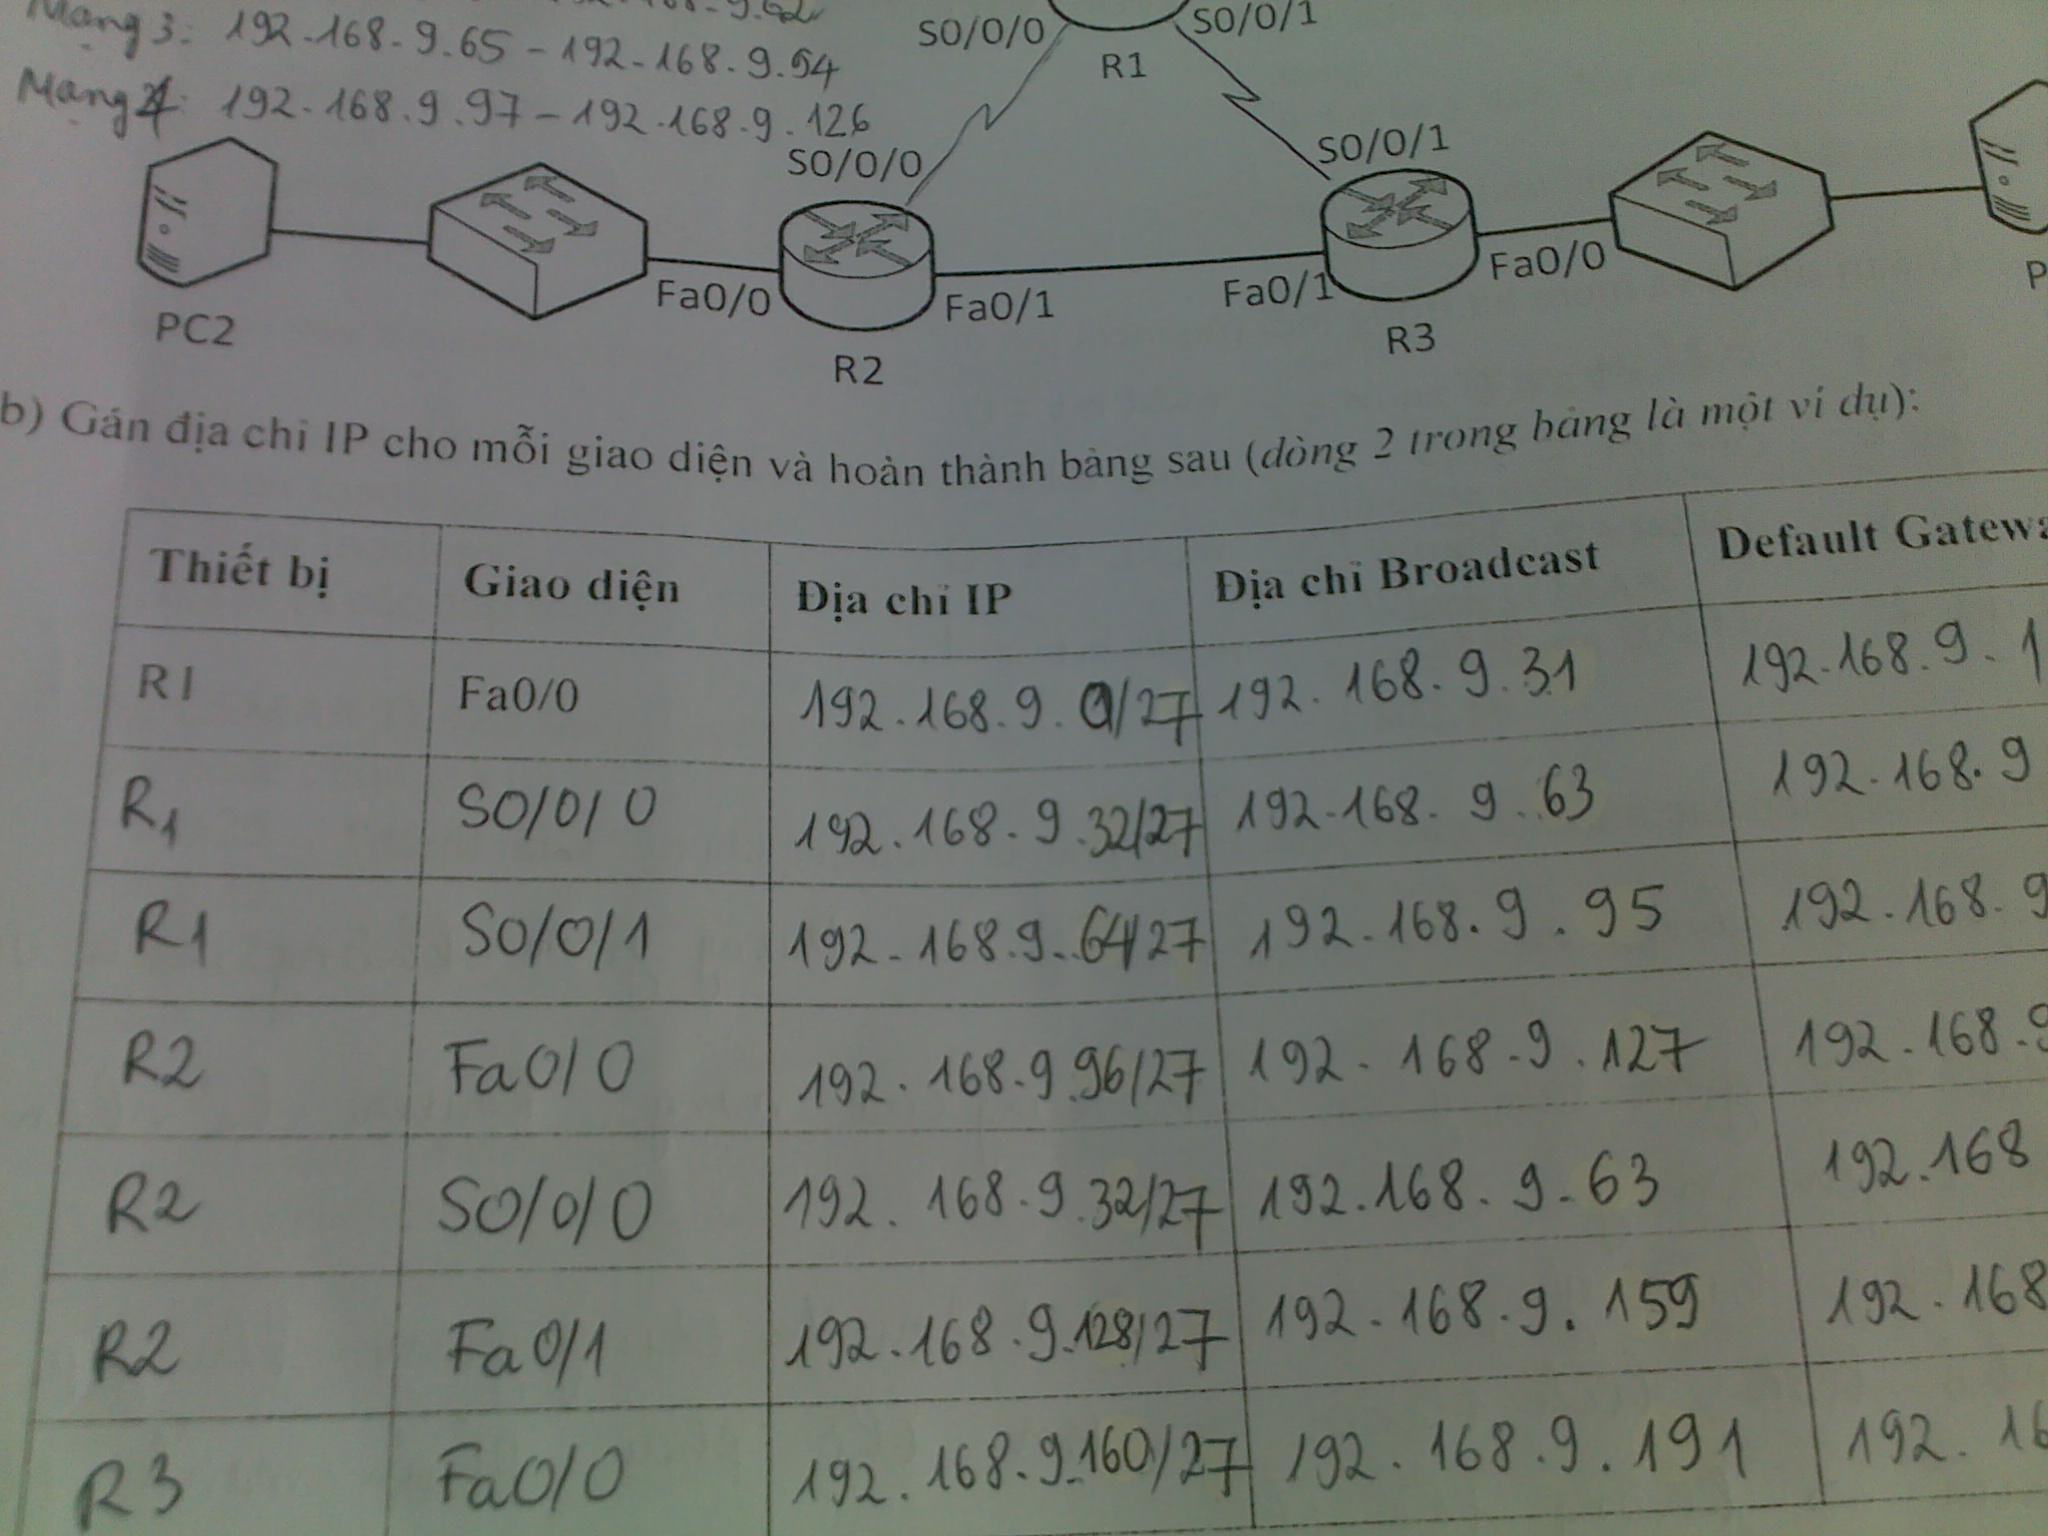 192.168.9.62
Mạng 3: 192.168.9.65 - 192.168.9.94
Mạng 4: 192.168.9.97 - 192.168.9.126
S0/0/0 S0/0/1
R1
S0/0/0 S0/0/1
Fa0/0 Fa0/1 Fa0/1 Fa0/0
PC2 R2 R3 P
b) Gán địa chỉ IP cho mỗi giao diện và hoàn thành bảng sau (dòng 2 trong bảng là một ví dụ):
Thiết bị Giao diện Địa chỉ IP Địa chỉ Broadcast Default Gatewa
R1 Fa0/0 192.168.9.0/27 192.168.9.31 192.168.9.1
R1 S0/0/0 192.168.9.32/27 192.168.9.63 192.168.9
R1 S0/0/1 192.168.9.64/27 192.168.9.95 192.168.9
R2 Fa0/0 192.168.9.96/27 192.168.9.127 192.168.9
R2 S0/0/0 192.168.9.32/27 192.168.9.63 192.168
R2 Fa0/1 192.168.9.128/27 192.168.9.159 192.168
R3 Fa0/0 192.168.9.160/27 192.168.9.191 192.16